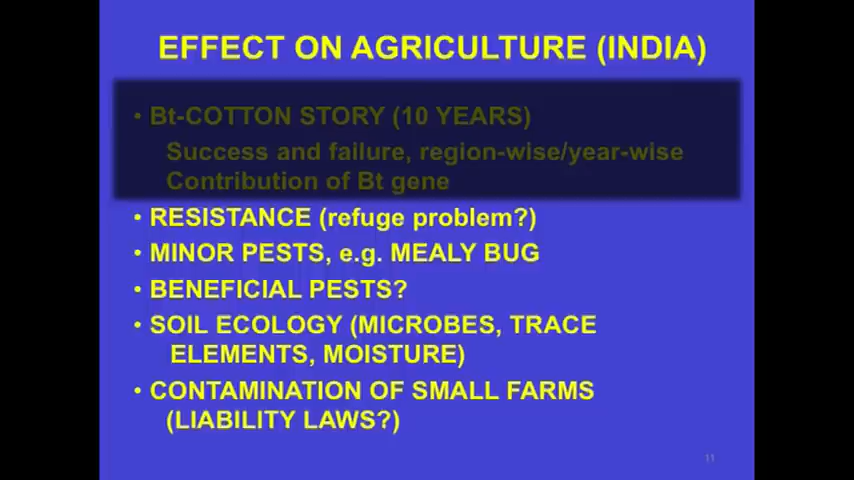 EFFECT ON AGRICULTURE (INDIA)
• Bt-COTTON STORY (10 YEARS)
Success and failure, region-wise/year-wise
Contribution of Bt gene
• RESISTANCE (refuge problem?)
• MINOR PESTS, e.g. MEALY BUG
• BENEFICIAL PESTS?
• SOIL ECOLOGY (MICROBES, TRACE
ELEMENTS, MOISTURE)
• CONTAMINATION OF SMALL FARMS
(LIABILITY LAWS?)
11